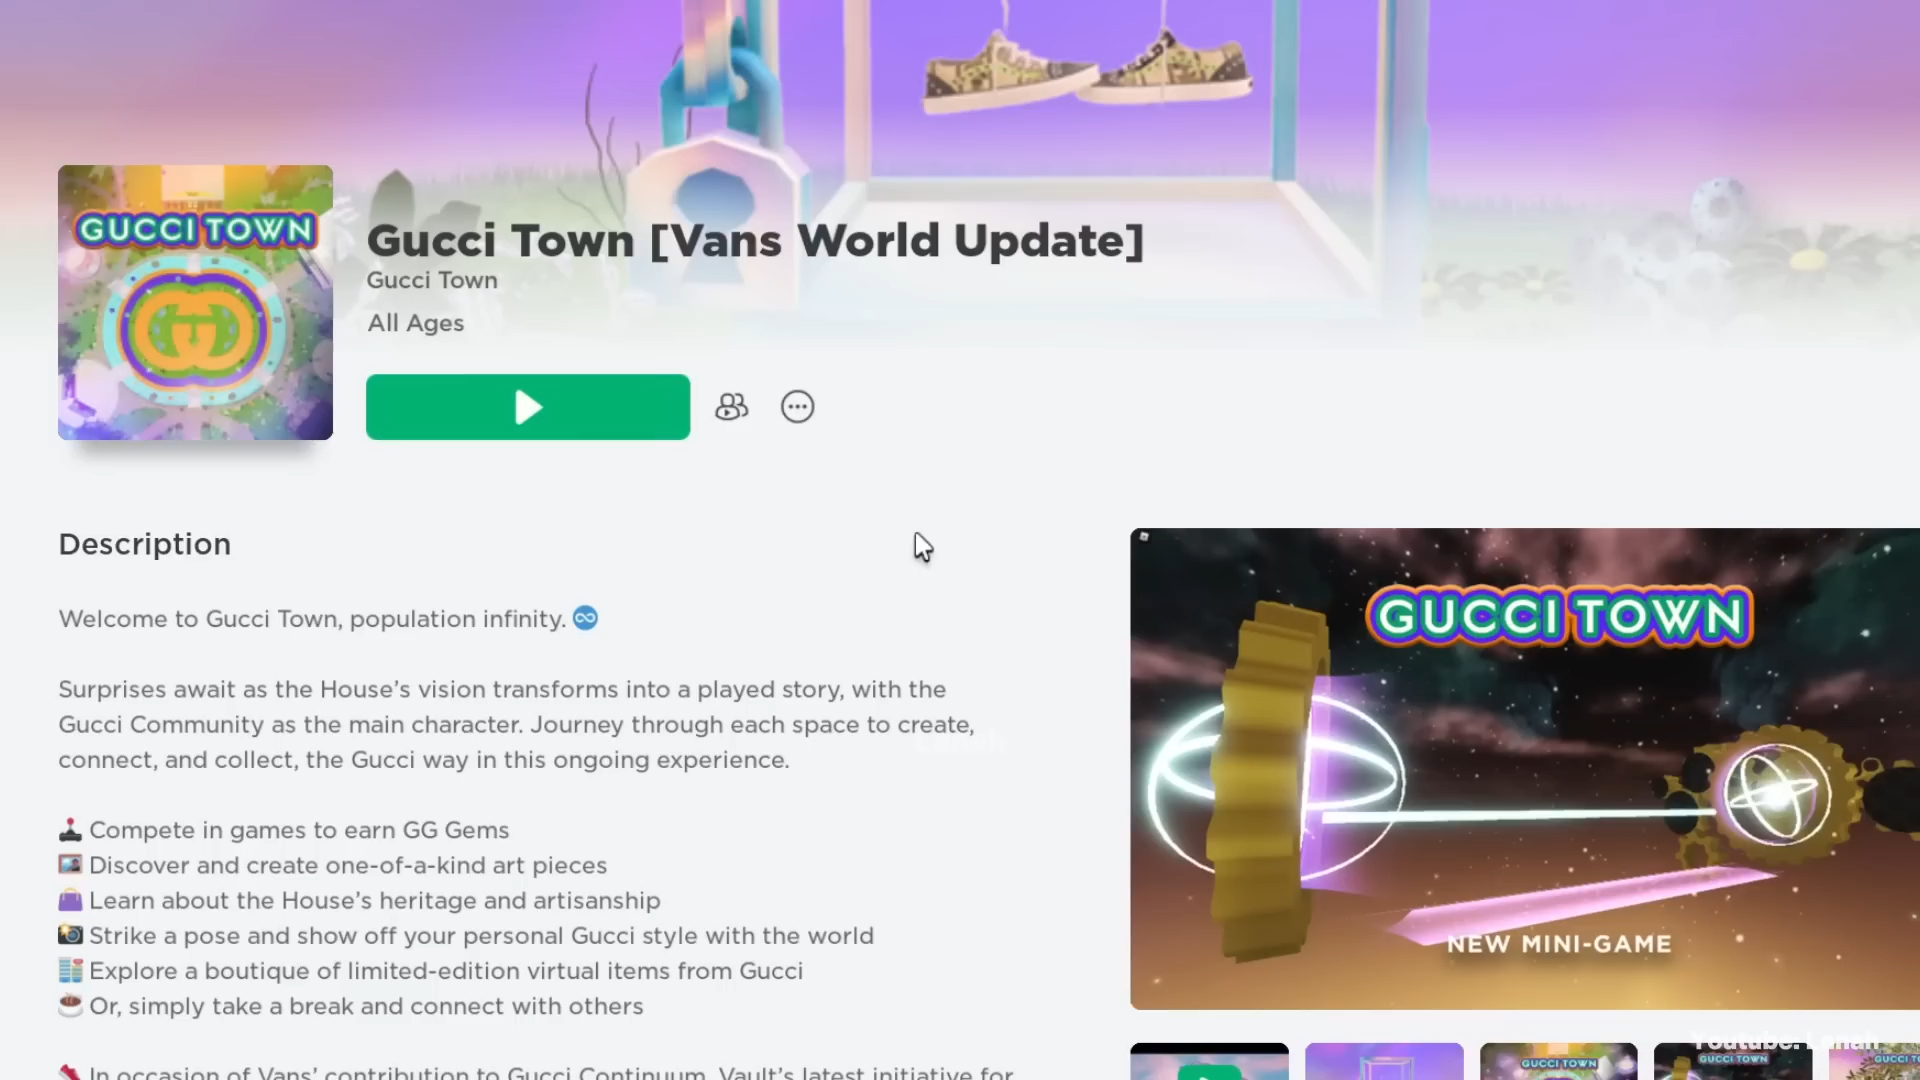 GUCCI TOWN
Gucci Town [Vans World Update]
Gucci Town
All Ages
Description
Welcome to Gucci Town, population infinity.
Surprises await as the House’s vision transforms into a played story, with the
Gucci Community as the main character. Journey through each space to create,
connect, and collect, the Gucci way in this ongoing experience.
Compete in games to earn GG Gems
Discover and create one-of-a-kind art pieces
Learn about the House’s heritage and artisanship
Strike a pose and show off your personal Gucci style with the world
Explore a boutique of limited-edition virtual items from Gucci
Or, simply take a break and connect with others
In occasion of Vans’ contribution to Gucci Continuum, Vault’s latest initiative for
GUCCI TOWN
NEW MINI-GAME
Youtube: Lanah
GUCCI TOWN
GUCCI TOWN